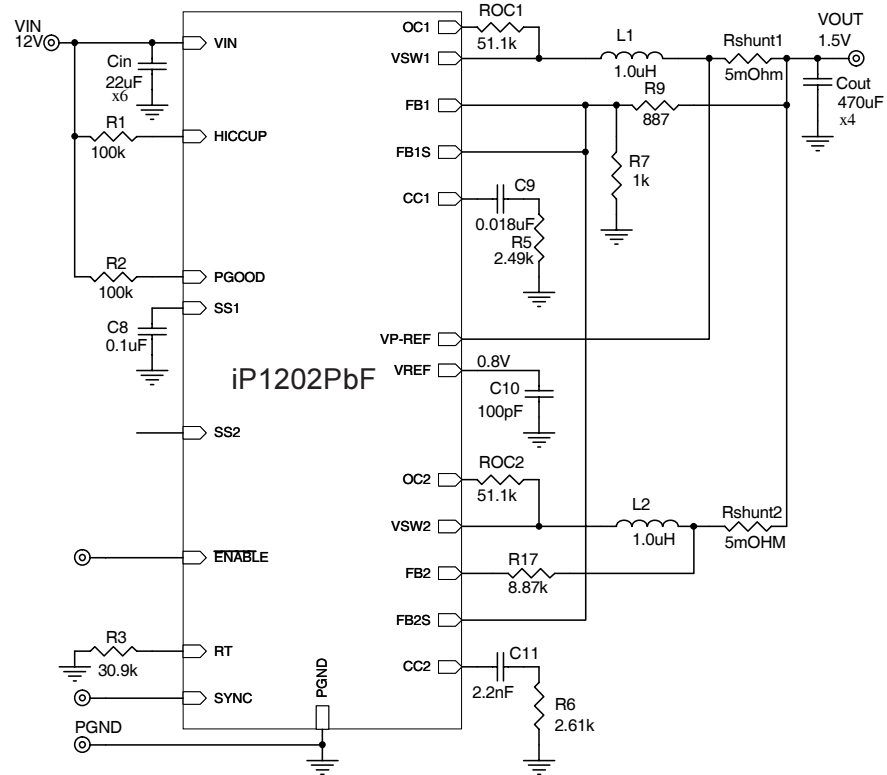 VIN
12V
Cin
22uF
x6
R1
100k
R2
100k
C8
0.1uF
R3
30.9k
PGND
VIN
HICCUP
PGOOD
SS1
SS2
ENABLE
RT
SYNC
PGND
iP1202PbF
OC1
VSW1
FB1
FB1S
CC1
VP-REF
VREF
OC2
VSW2
FB2
FB2S
CC2
ROC1
51.1k
L1
1.0uH
Rshunt1
5mOhm
VOUT
1.5V
Cout
470uF
x4
R9
887
R7
1k
C9
0.018uF
R5
2.49k
0.8V
C10
100pF
ROC2
51.1k
L2
1.0uH
Rshunt2
5mOHM
R17
8.87k
C11
2.2nF
R6
2.61k